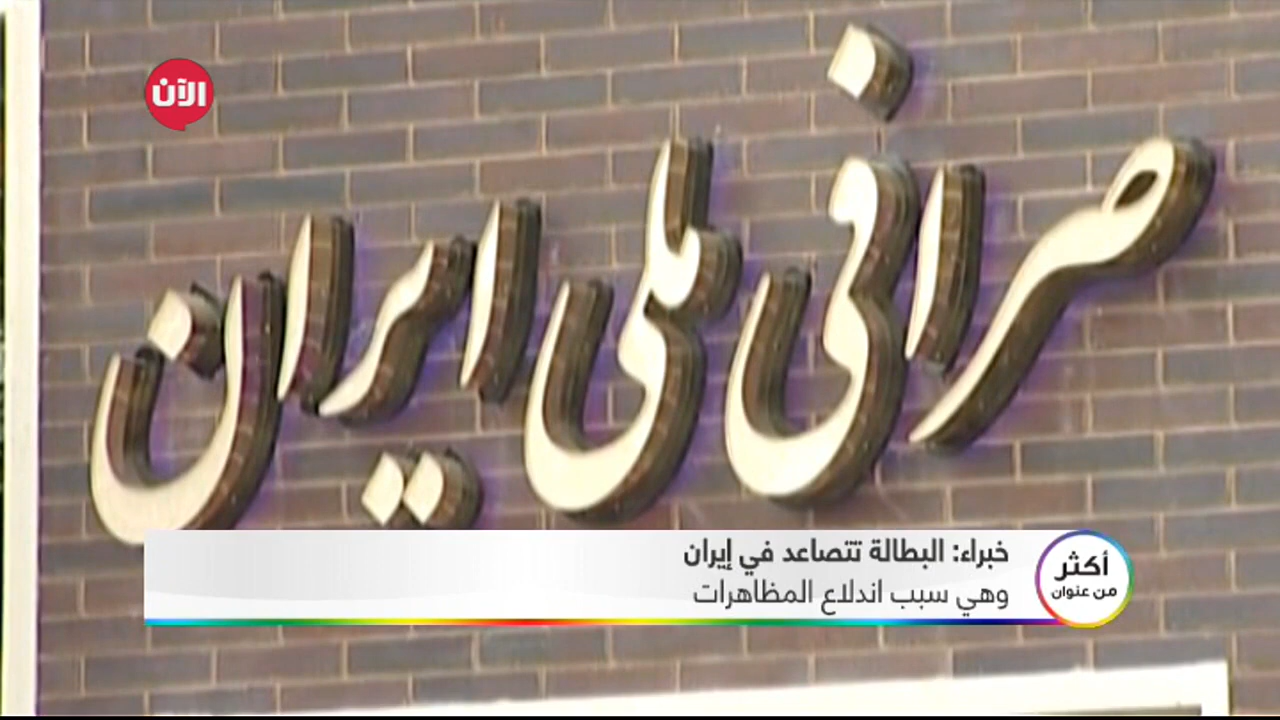 الآن
صرافی ملی ایران
أكثر
من عنوان
خبراء: البطالة تتصاعد في إيران
وهي سبب اندلاع المظاهرات